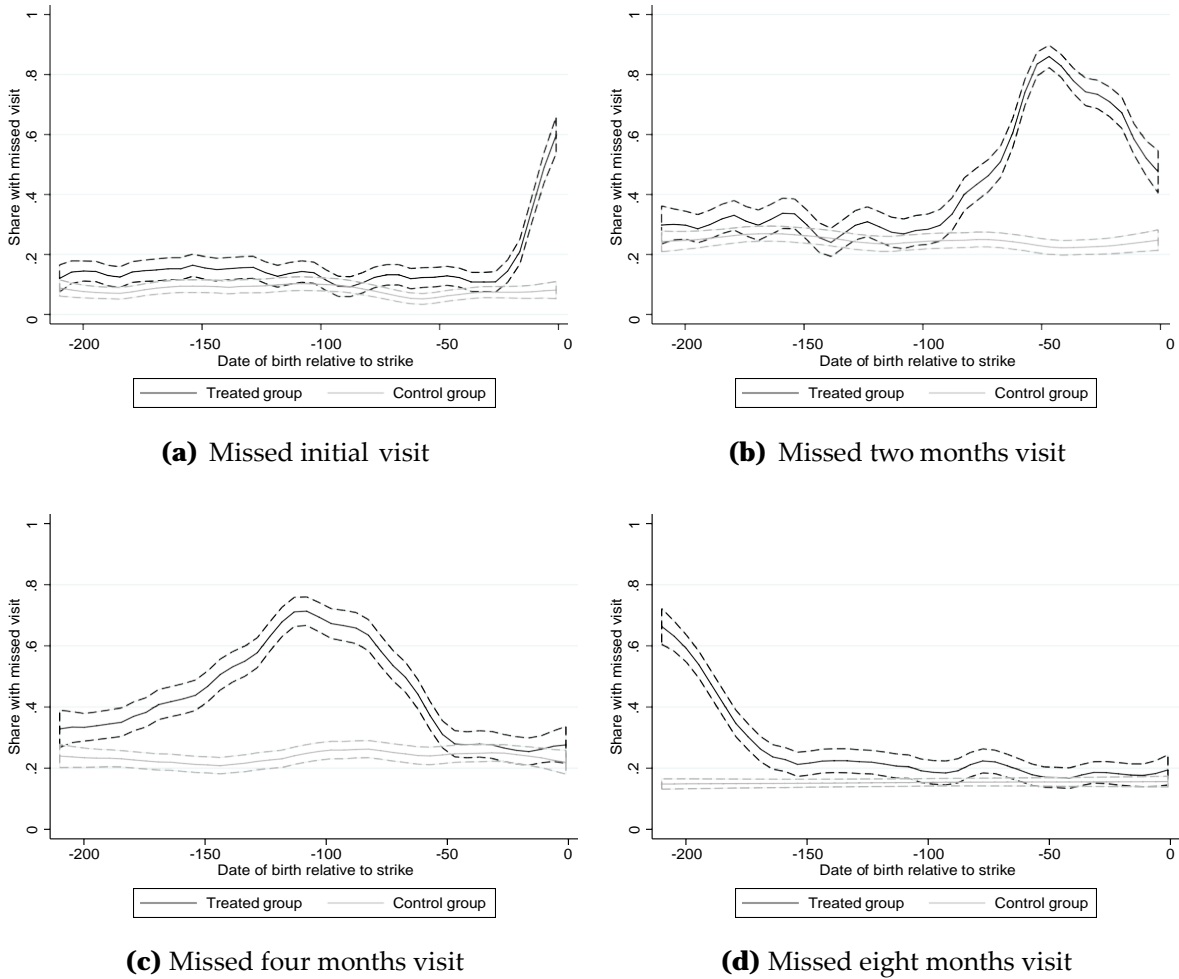 Share with missed visit
0 .2 .4 .6 .8 1
-200 -150 -100 -50 0
Date of birth relative to strike
Treated group Control group
(a) Missed initial visit
Share with missed visit
0 .2 .4 .6 .8 1
-200 -150 -100 -50 0
Date of birth relative to strike
Treated group Control group
(b) Missed two months visit
Share with missed visit
0 .2 .4 .6 .8 1
-200 -150 -100 -50 0
Date of birth relative to strike
Treated group Control group
(c) Missed four months visit
Share with missed visit
0 .2 .4 .6 .8 1
-200 -150 -100 -50 0
Date of birth relative to strike
Treated group Control group
(d) Missed eight months visit